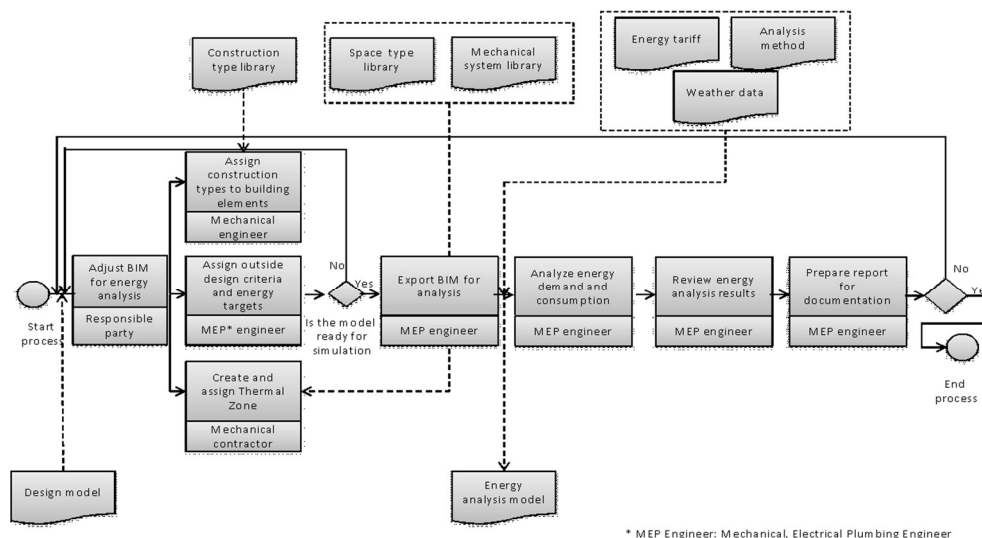 Construction
type library
Space type
library
Mechanical
system library
Energy tariff
Analysis
method
Weather data
Assign
construction
types to building
elements
Mechanical
engineer
Adjust BIM
for energy
analysis
Responsible
party
Assign outside
design criteria
and energy
targets
MEP* engineer
Create and
assign Thermal
Zone
Mechanical
contractor
No
Yes
Is the model
ready for
simulation
Export BIM for
analysis
MEP engineer
Analyze energy
demand and
consumption
MEP engineer
Review energy
analysis results
MEP engineer
Prepare report
for
documentation
MEP engineer
No
Start
process
End
process
Design model
Energy
analysis model
* MEP Engineer: Mechanical, Electrical Plumbing Engineer